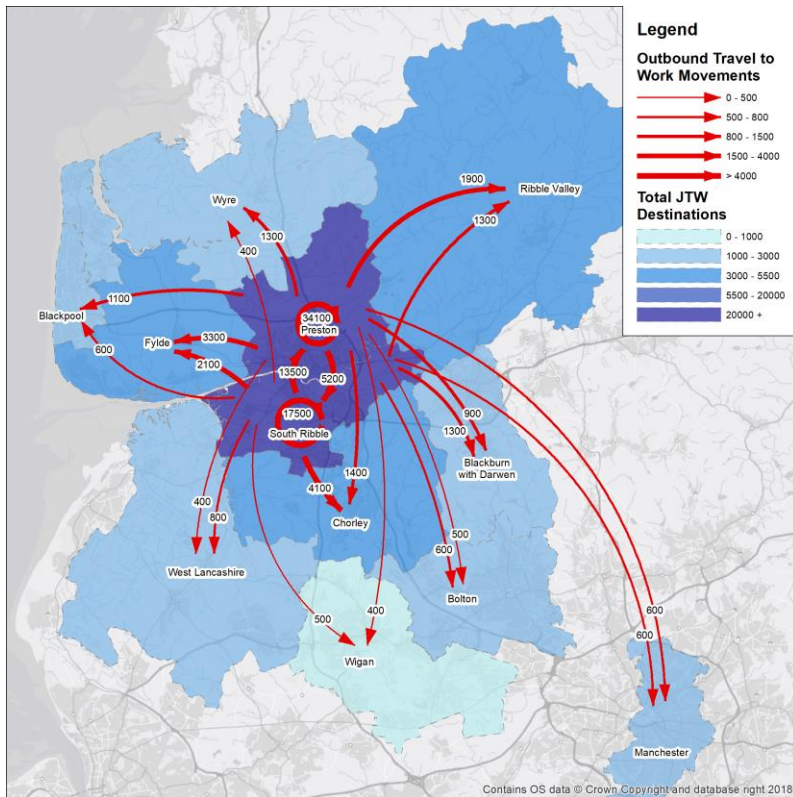 Legend
Outbound Travel to
Work Movements
0 - 500
500 - 800
800 - 1500
1500 - 4000
> 4000
Total JTW
Destinations
0 - 1000
1000 - 3000
3000 - 5500
5500 - 20000
20000 +
1900
Ribble Valley
Wyre
1300
1300
400
1100
Blackpool
34100
Preston
Fylde
3300
600
2100
13500
5200
17500
South Ribble
900
1300
Blackburn
with Darwen
4100
1400
400
800
Chorley
500
600
West Lancashire
Bolton
500
400
600
600
Wigan
Manchester
Contains OS data © Crown Copyright and database right 2018